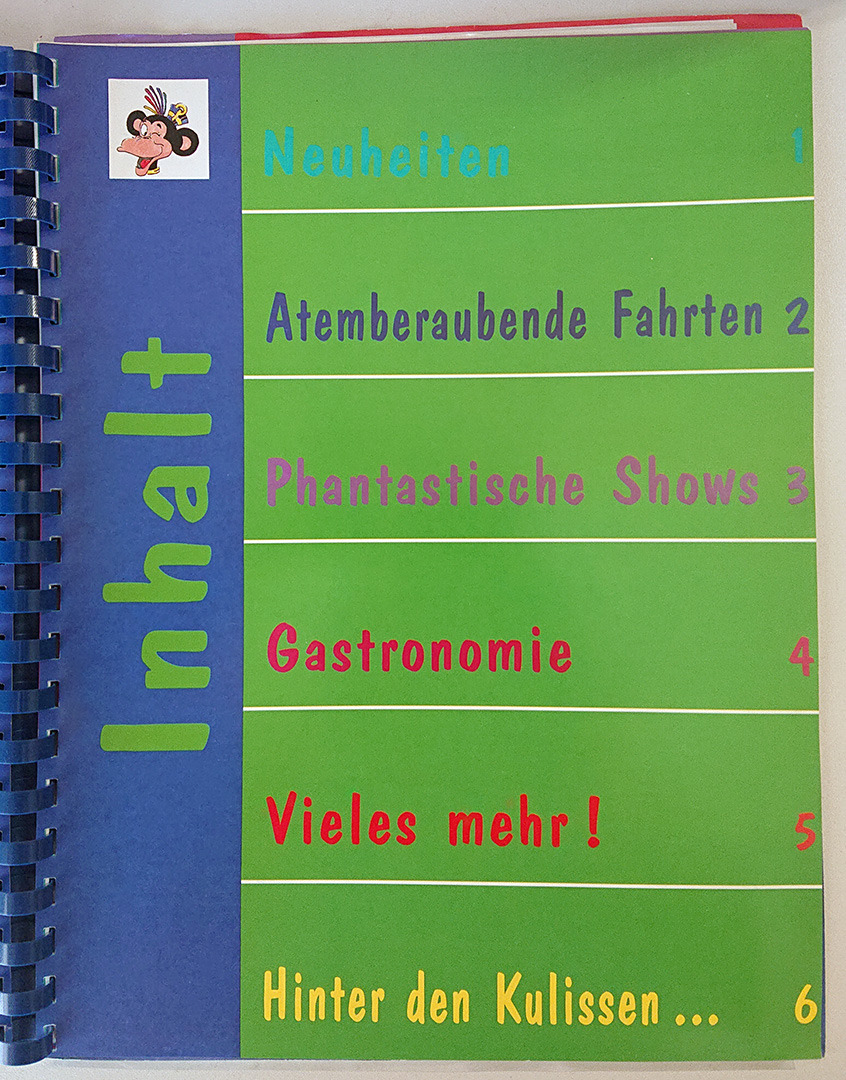 Inhalt
Neuheiten 1
Atemberaubende Fahrten 2
Phantastische Shows 3
Gastronomie 4
Vieles mehr! 5
Hinter den Kulissen... 6